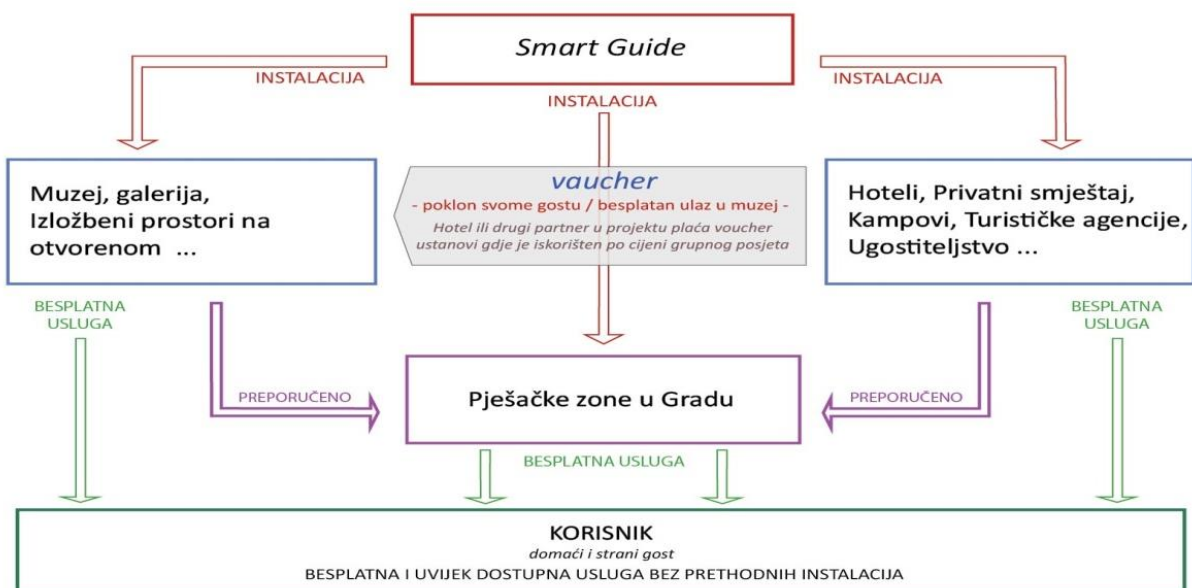 Smart Guide
INSTALACIJA
INSTALACIJA
INSTALACIJA
Muzej, galerija,
Izložbeni prostori na
otvorenom ...
vaucher
- poklon svome gostu / besplatan ulaz u muzej -
Hotel ili drugi partner u projektu plaća voucher
ustanovi gdje je iskorišten po cijeni grupnog posjeta
Hoteli, Privatni smještaj,
Kampovi, Turističke agencije,
Ugostiteljstvo ...
BESPLATNA
USLUGA
BESPLATNA
USLUGA
PREPORUČENO
Pješačke zone u Gradu
PREPORUČENO
BESPLATNA USLUGA
KORISNIK
domaći i strani gost
BESPLATNA I UVIJEK DOSTUPNA USLUGA BEZ PRETHODNIH INSTALACIJA